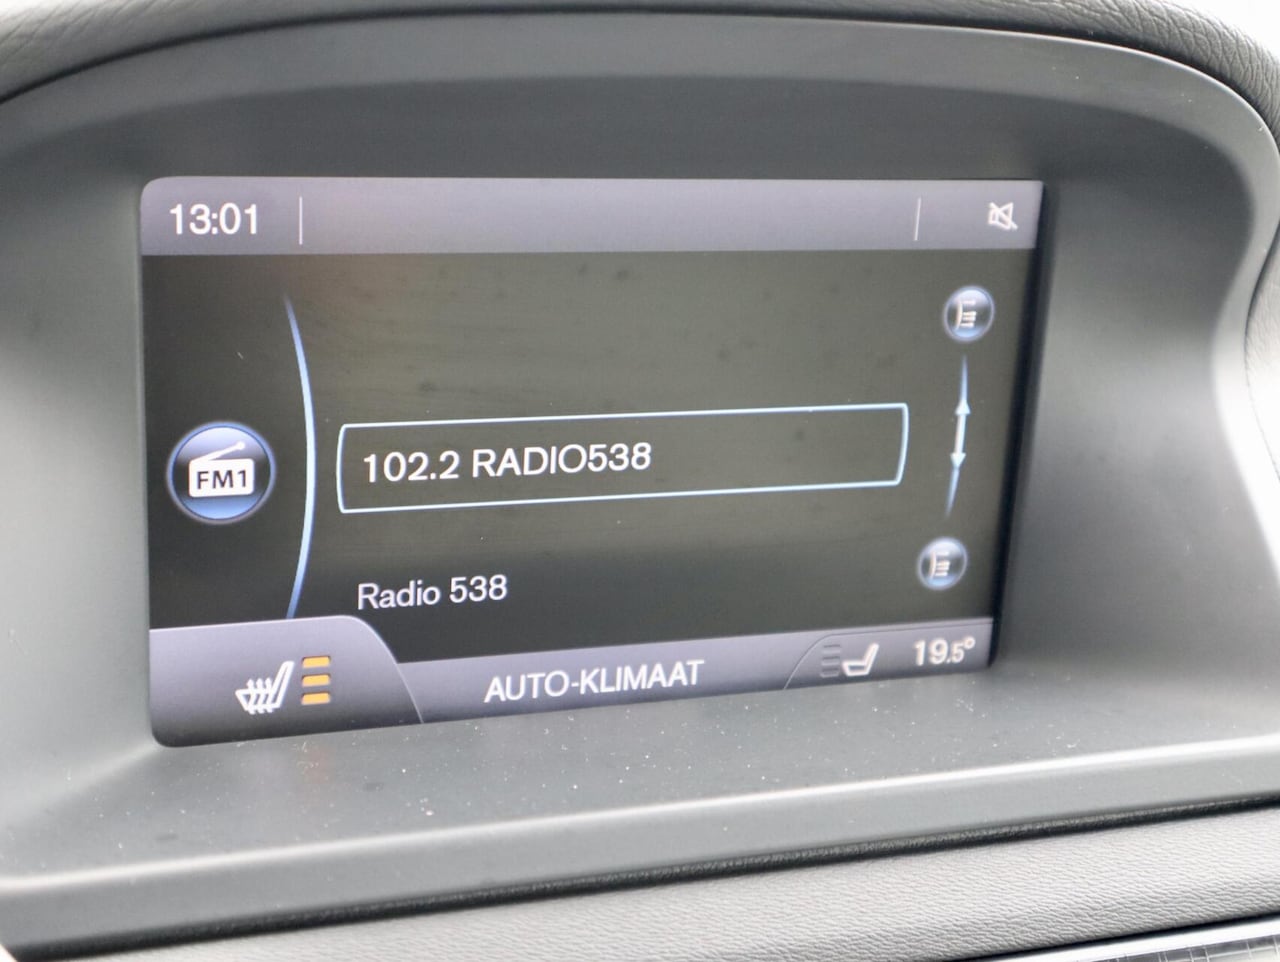 13:01
FM1
102.2 RADIO538
Radio 538
AUTO-KLIMAAT
19.5°